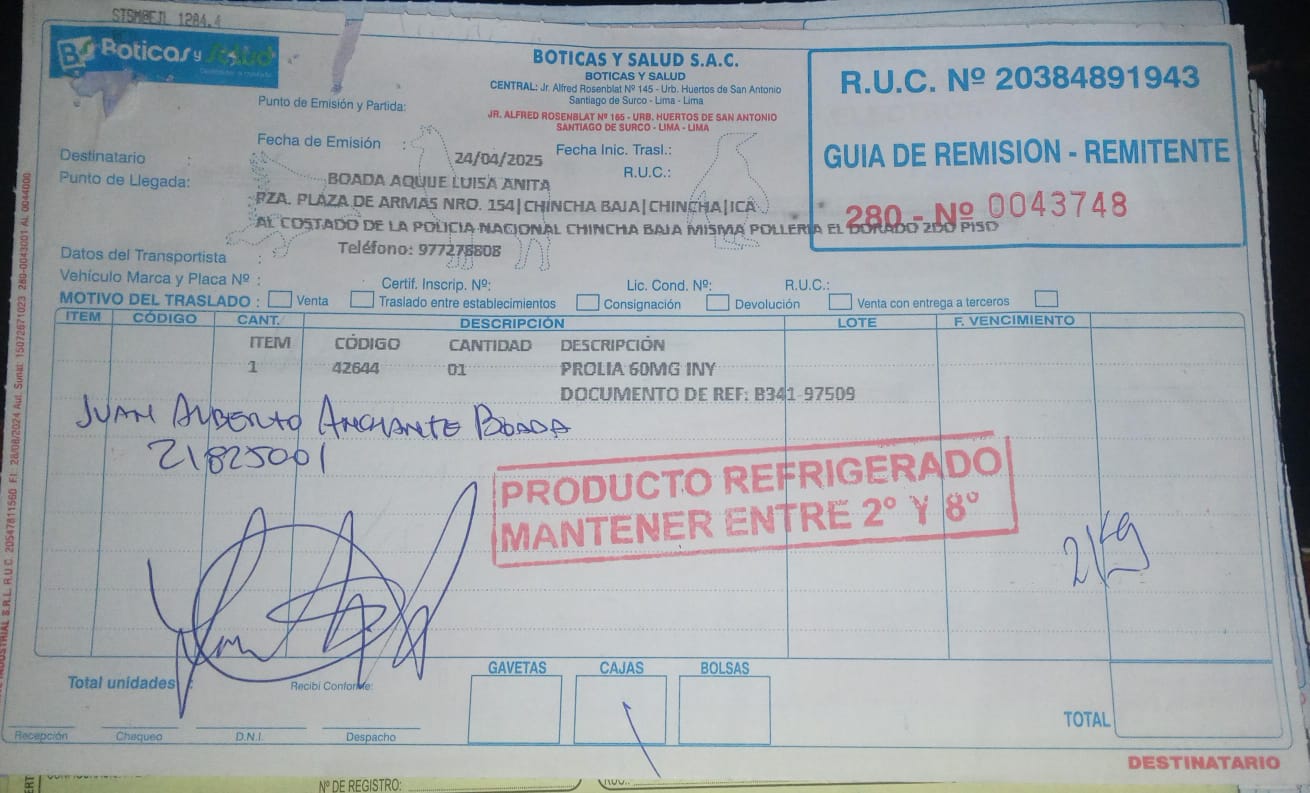 STSMBEJL 1284.4
Boticas y Salud
BOTICAS Y SALUD S.A.C.
BOTICAS Y SALUD
CENTRAL: Jr. Alfred Rosenblat Nº 145 - Urb. Huertos de San Antonio
Santiago de Surco - Lima - Lima
Punto de Emisión y Partida:
JR. ALFRED ROSENBLAT Nº 165 - URB. HUERTOS DE SAN ANTONIO
SANTIAGO DE SURCO - LIMA - LIMA
R.U.C. Nº 20384891943
GUIA DE REMISION - REMITENTE
280 - Nº 0043748
Fecha de Emisión : 24/04/2025 Fecha Inic. Trasl.:
Destinatario : BOADA AQUIJE LUISA ANITA R.U.C.:
Punto de Llegada: PZA. PLAZA DE ARMAS NRO. 154|CHINCHA BAJA|CHINCHA|ICA
AL COSTADO DE LA POLICIA NACIONAL CHINCHA BAJA MISMA POLLERIA EL DORADO 2DO PISO
Teléfono: 977278808
Datos del Transportista :
Vehículo Marca y Placa Nº : Certif. Inscrip. Nº: Lic. Cond. Nº: R.U.C.:
MOTIVO DEL TRASLADO : Venta Traslado entre establecimientos Consignación Devolución Venta con entrega a terceros
ITEM CÓDIGO CANT. DESCRIPCIÓN LOTE F. VENCIMIENTO
ITEM CÓDIGO CANTIDAD DESCRIPCIÓN
1 42644 01 PROLIA 60MG INY
DOCUMENTO DE REF: B341-97509
JUAN ALBERTO ANCHANTE BOADA
21825001
PRODUCTO REFRIGERADO
MANTENER ENTRE 2º Y 8º
2kg
GAVETAS CAJAS BOLSAS
Total unidades
Recibí Conforme:
TOTAL
Recepción Chequeo D.N.I. Despacho
DESTINATARIO
Nº DE REGISTRO: